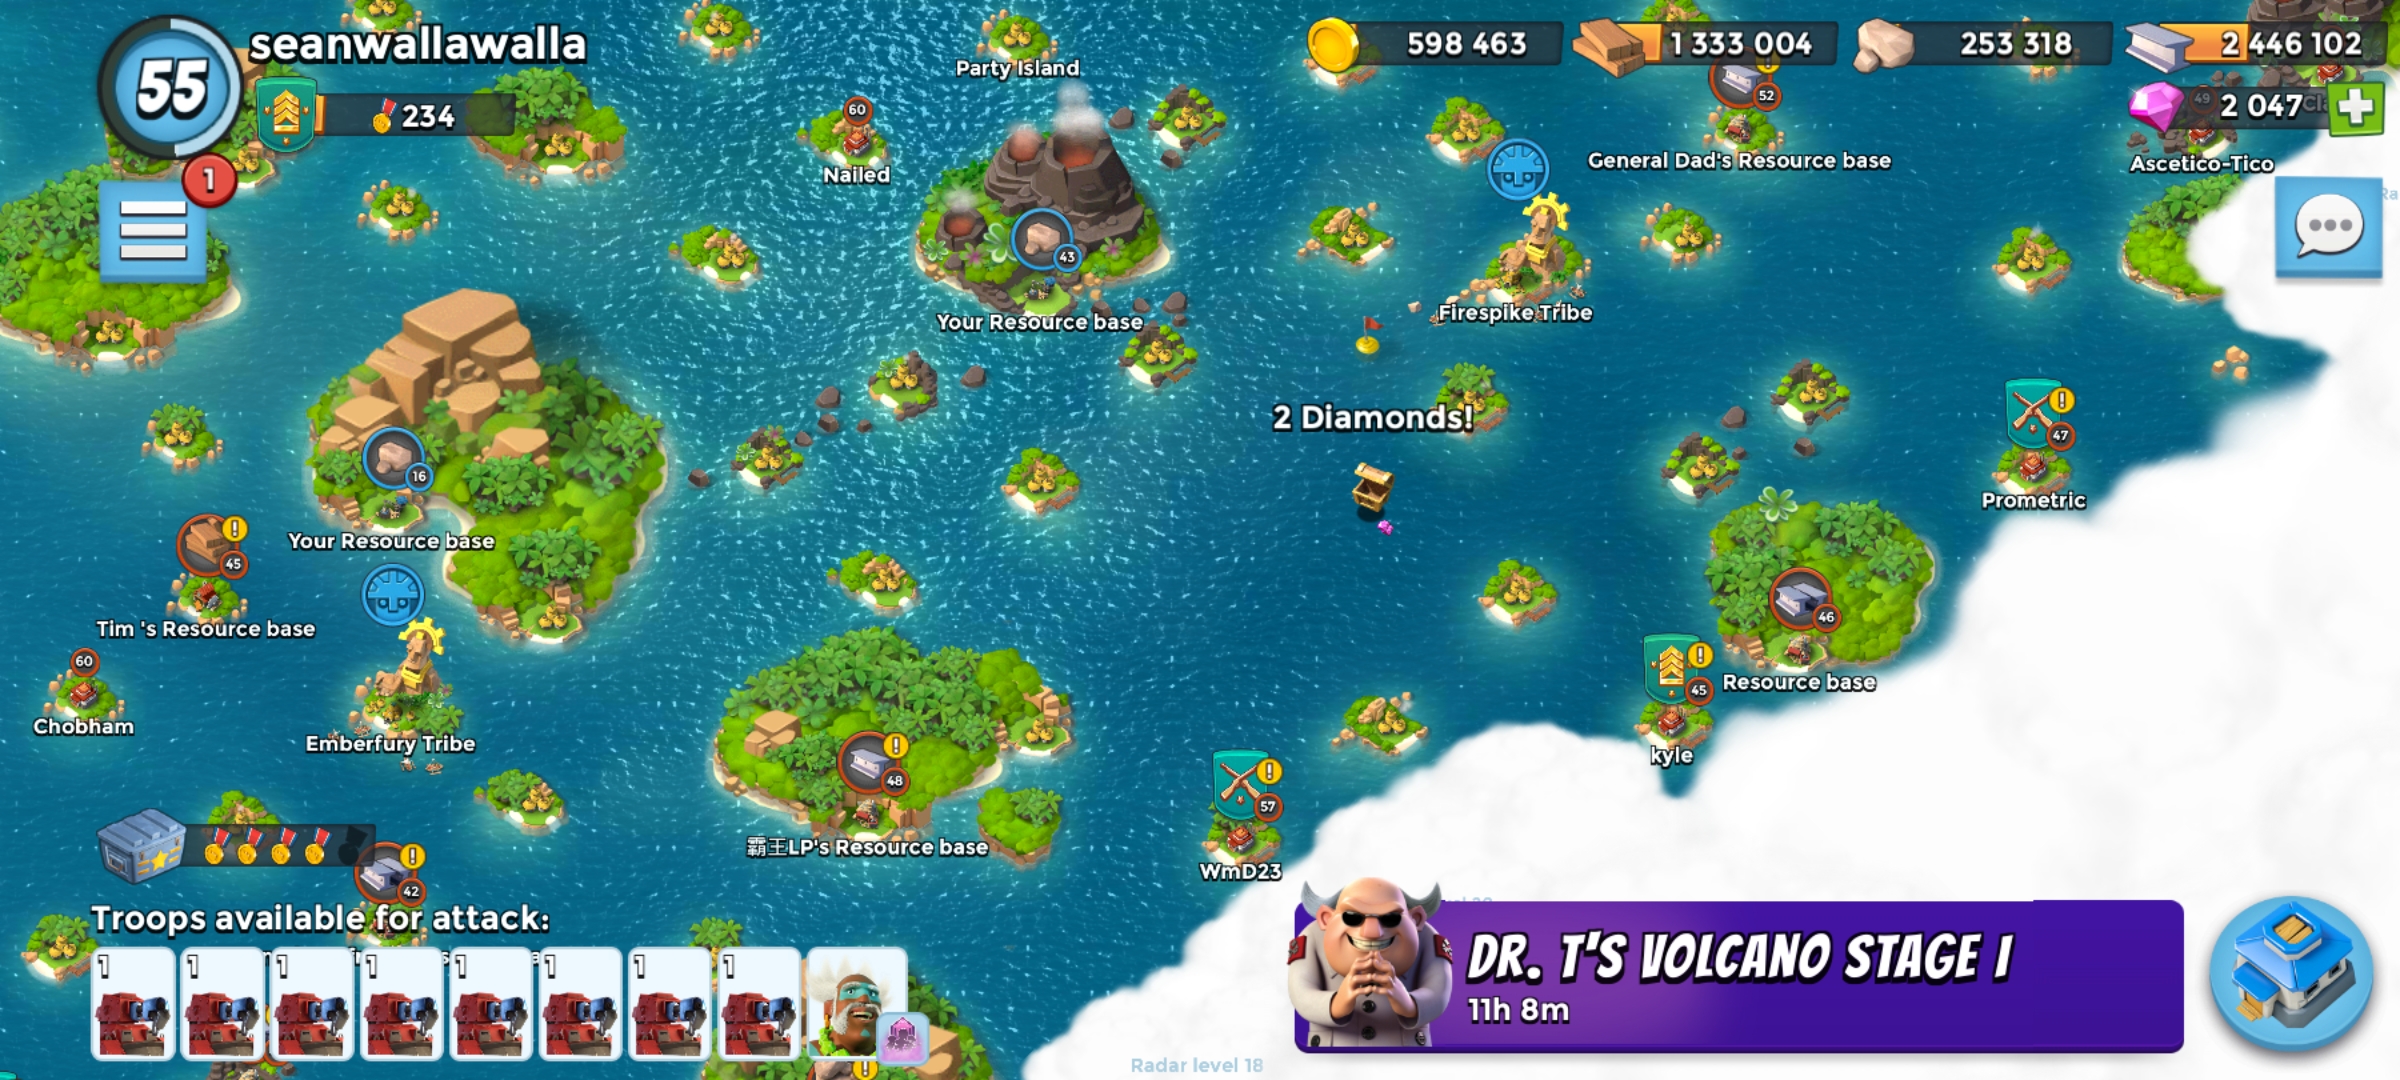 55
seanwallawalla
234
1
598 463
1 333 004
253 318
2 446 102
2 047
Party Island
60
Nailed
52
General Dad's Resource base
49
Ascetico-Tico
43
Your Resource base
Firespike Tribe
2 Diamonds!
47
Prometric
16
Your Resource base
45
Tim 's Resource base
46
Resource base
45
kyle
60
Chobham
Emberfury Tribe
48
霸王LP's Resource base
57
WmD23
42
Troops available for attack:
1 1 1 1 1 1 1 1
DR. T'S VOLCANO STAGE I
11h 8m
Radar level 18